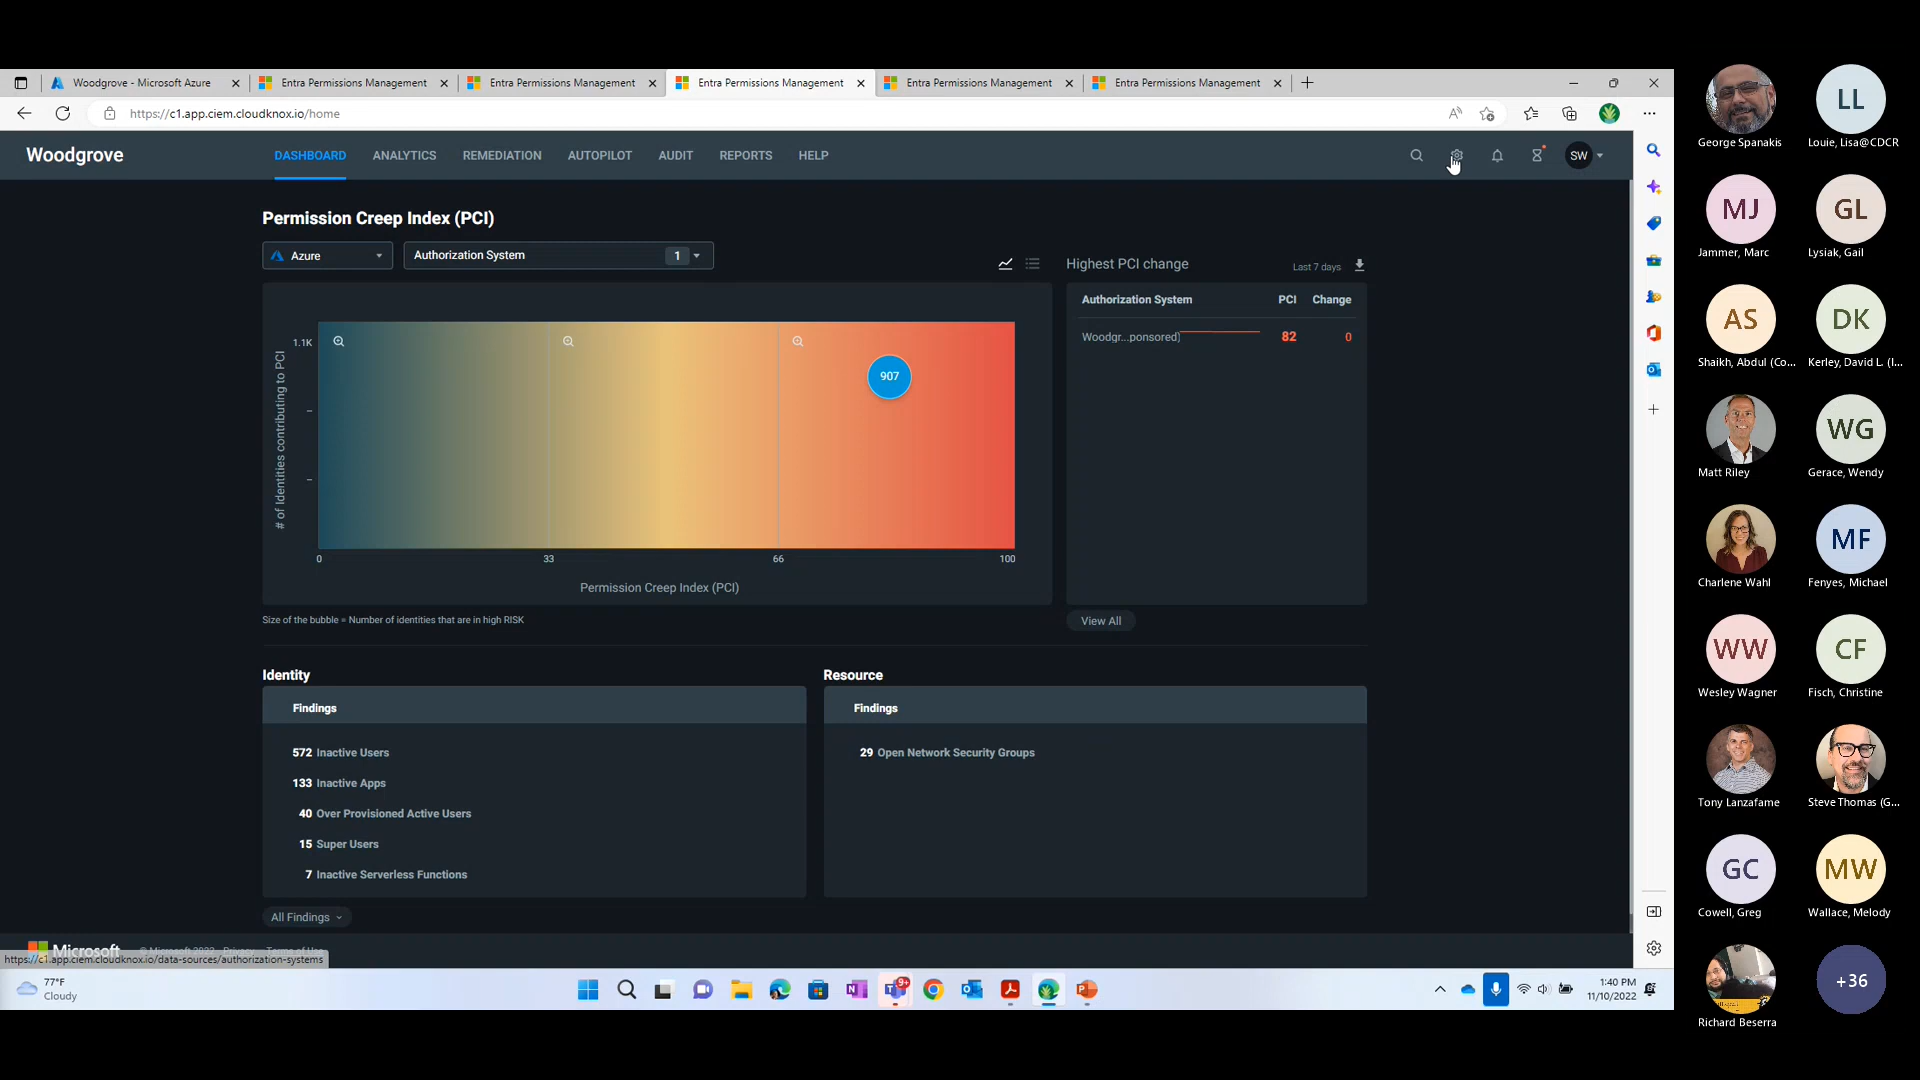 Woodgrove - Microsoft Azure
Entra Permissions Management
Entra Permissions Management
Entra Permissions Management
Entra Permissions Management
Entra Permissions Management
https://c1.app.ciem.cloudknox.io/home
Woodgrove
DASHBOARD
ANALYTICS
REMEDIATION
AUTOPILOT
AUDIT
REPORTS
HELP
SW
Permission Creep Index (PCI)
Azure
Authorization System
1
# of Identities contributing to PCI
1.1K
907
0
33
66
100
Permission Creep Index (PCI)
Size of the bubble = Number of identities that are in high RISK
Highest PCI change
Last 7 days
Authorization System PCI Change
Woodgr...ponsored) 82 0
View All
Identity
Findings
572 Inactive Users
133 Inactive Apps
40 Over Provisioned Active Users
15 Super Users
7 Inactive Serverless Functions
All Findings
Resource
Findings
29 Open Network Security Groups
Microsoft
© Microsoft 2022 Privacy Terms of Use
https://c1.app.ciem.cloudknox.io/data-sources/authorization-systems
77°F
Cloudy
9+
1:40 PM
11/10/2022
George Spanakis
LL
Louie, Lisa@CDCR
MJ
Jammer, Marc
GL
Lysiak, Gail
AS
Shaikh, Abdul (Co...
DK
Kerley, David L. (I...
Matt Riley
WG
Gerace, Wendy
Charlene Wahl
MF
Fenyes, Michael
WW
Wesley Wagner
CF
Fisch, Christine
Tony Lanzafame
Steve Thomas (G...
GC
Cowell, Greg
MW
Wallace, Melody
Richard Beserra
+36